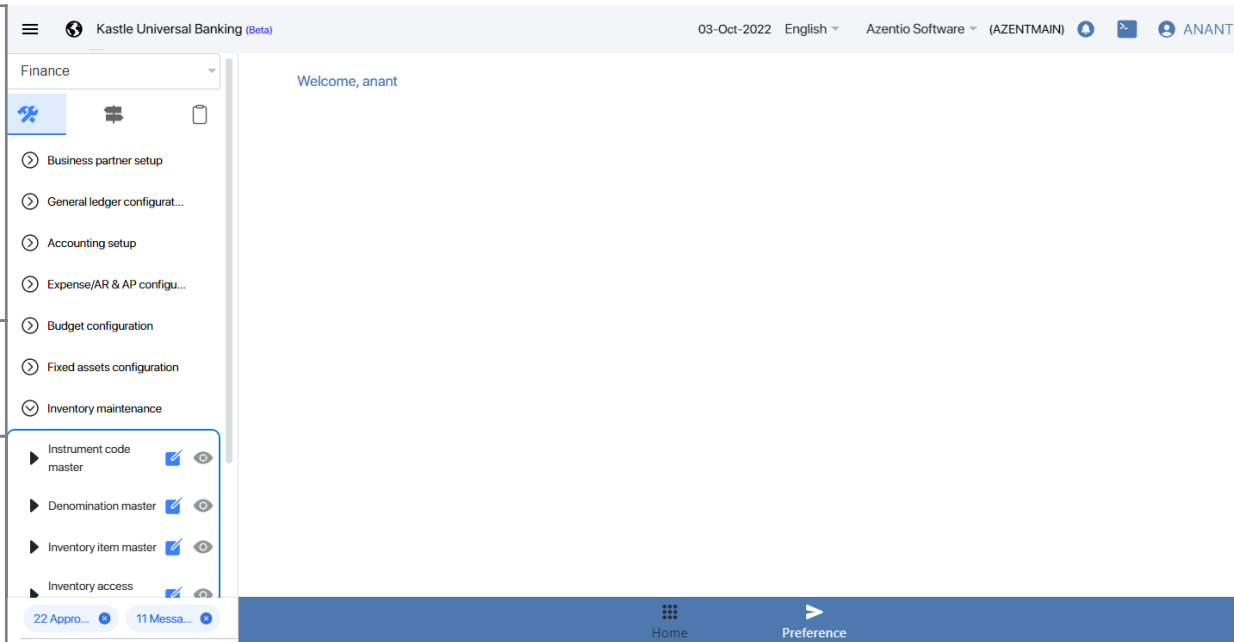 Kastle Universal Banking (Beta)
03-Oct-2022 English Azentio Software (AZENTMAIN) ANANT
Finance
Welcome, anant
Business partner setup
General ledger configurat...
Accounting setup
Expense/AR & AP configu...
Budget configuration
Fixed assets configuration
Inventory maintenance
Instrument code
master
Denomination master
Inventory item master
Inventory access
22 Appro...
11 Messa...
Home
Preference